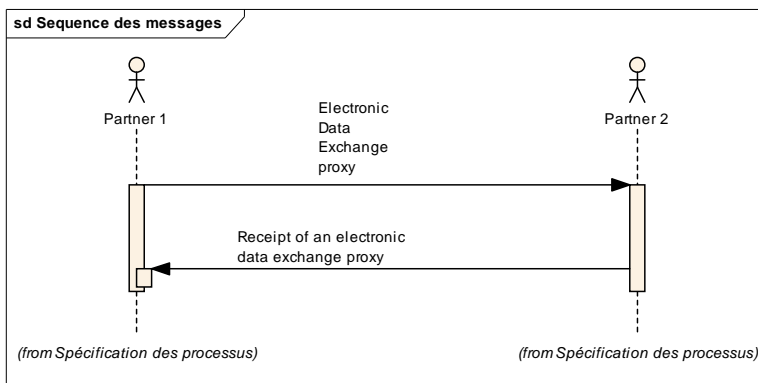 sd Sequence des messages
Partner 1
Partner 2
Electronic
Data
Exchange
proxy
Receipt of an electronic
data exchange proxy
(from Spécification des processus)
(from Spécification des processus)